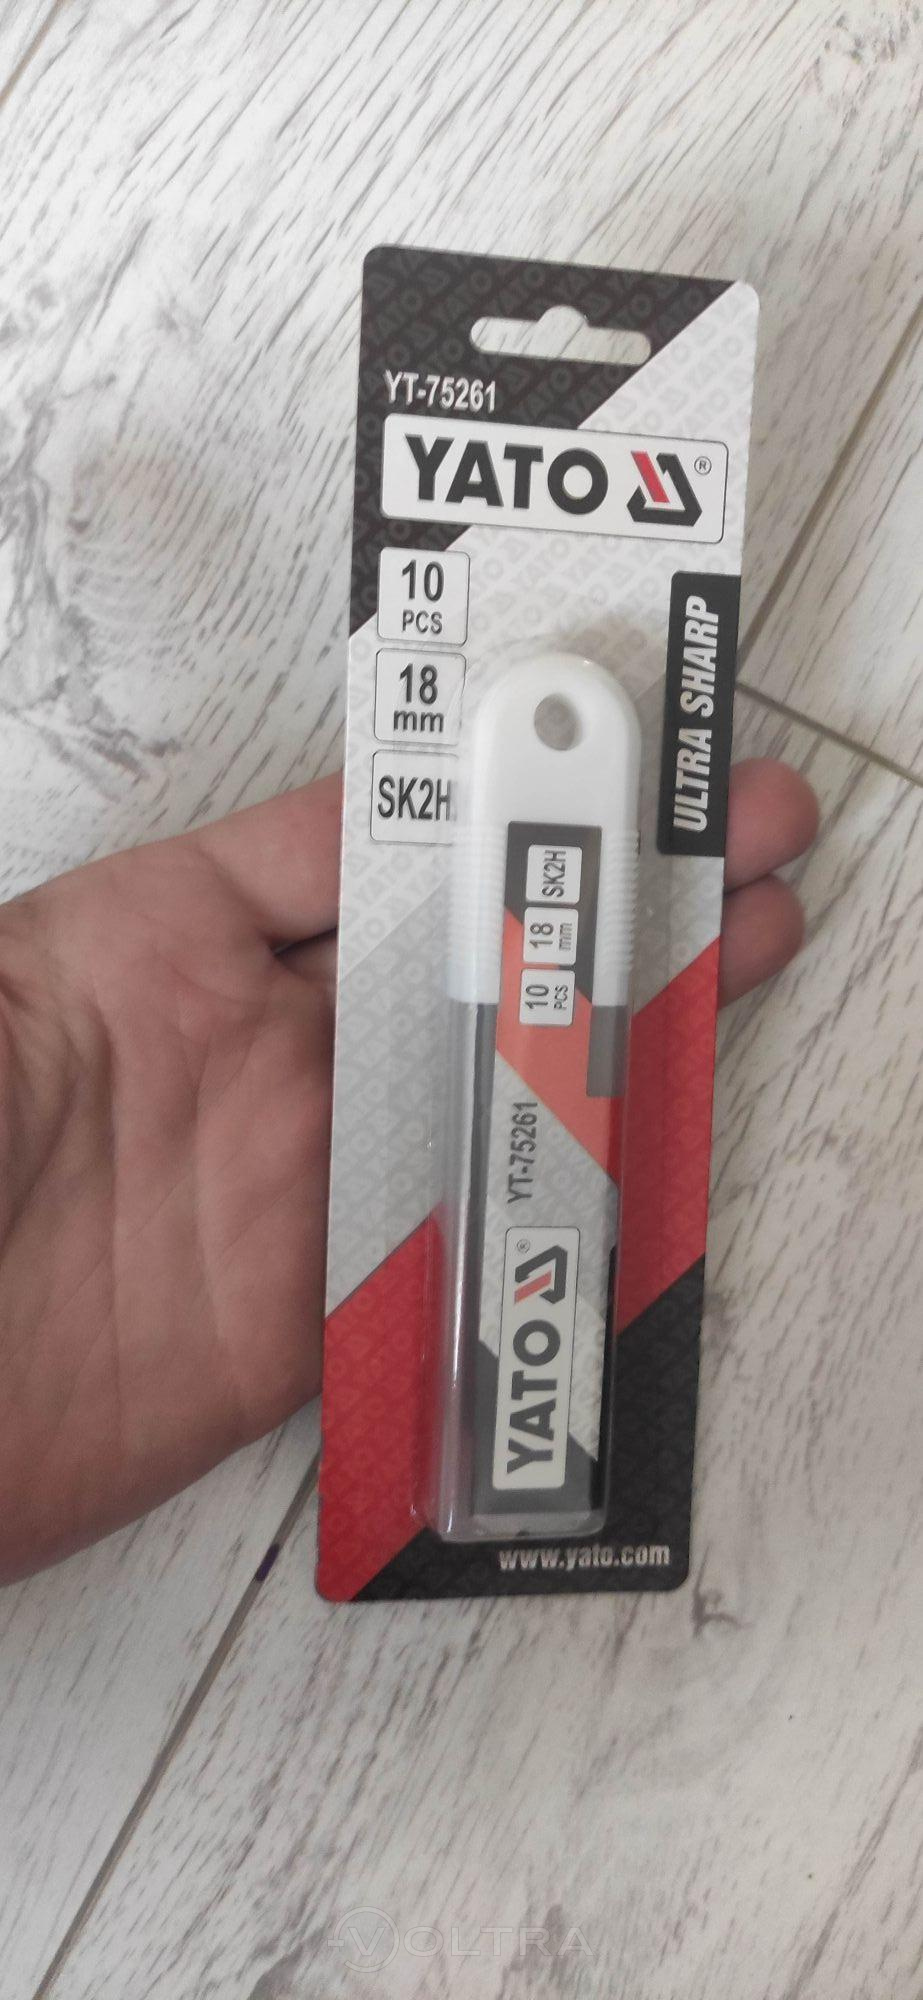 YT-75261
YATO ®
10
PCS
18
mm
SK2H
ULTRA SHARP
SK2H
18
mm
10
PCS
YT-75261
YATO ®
www.yato.com
VOLTRA